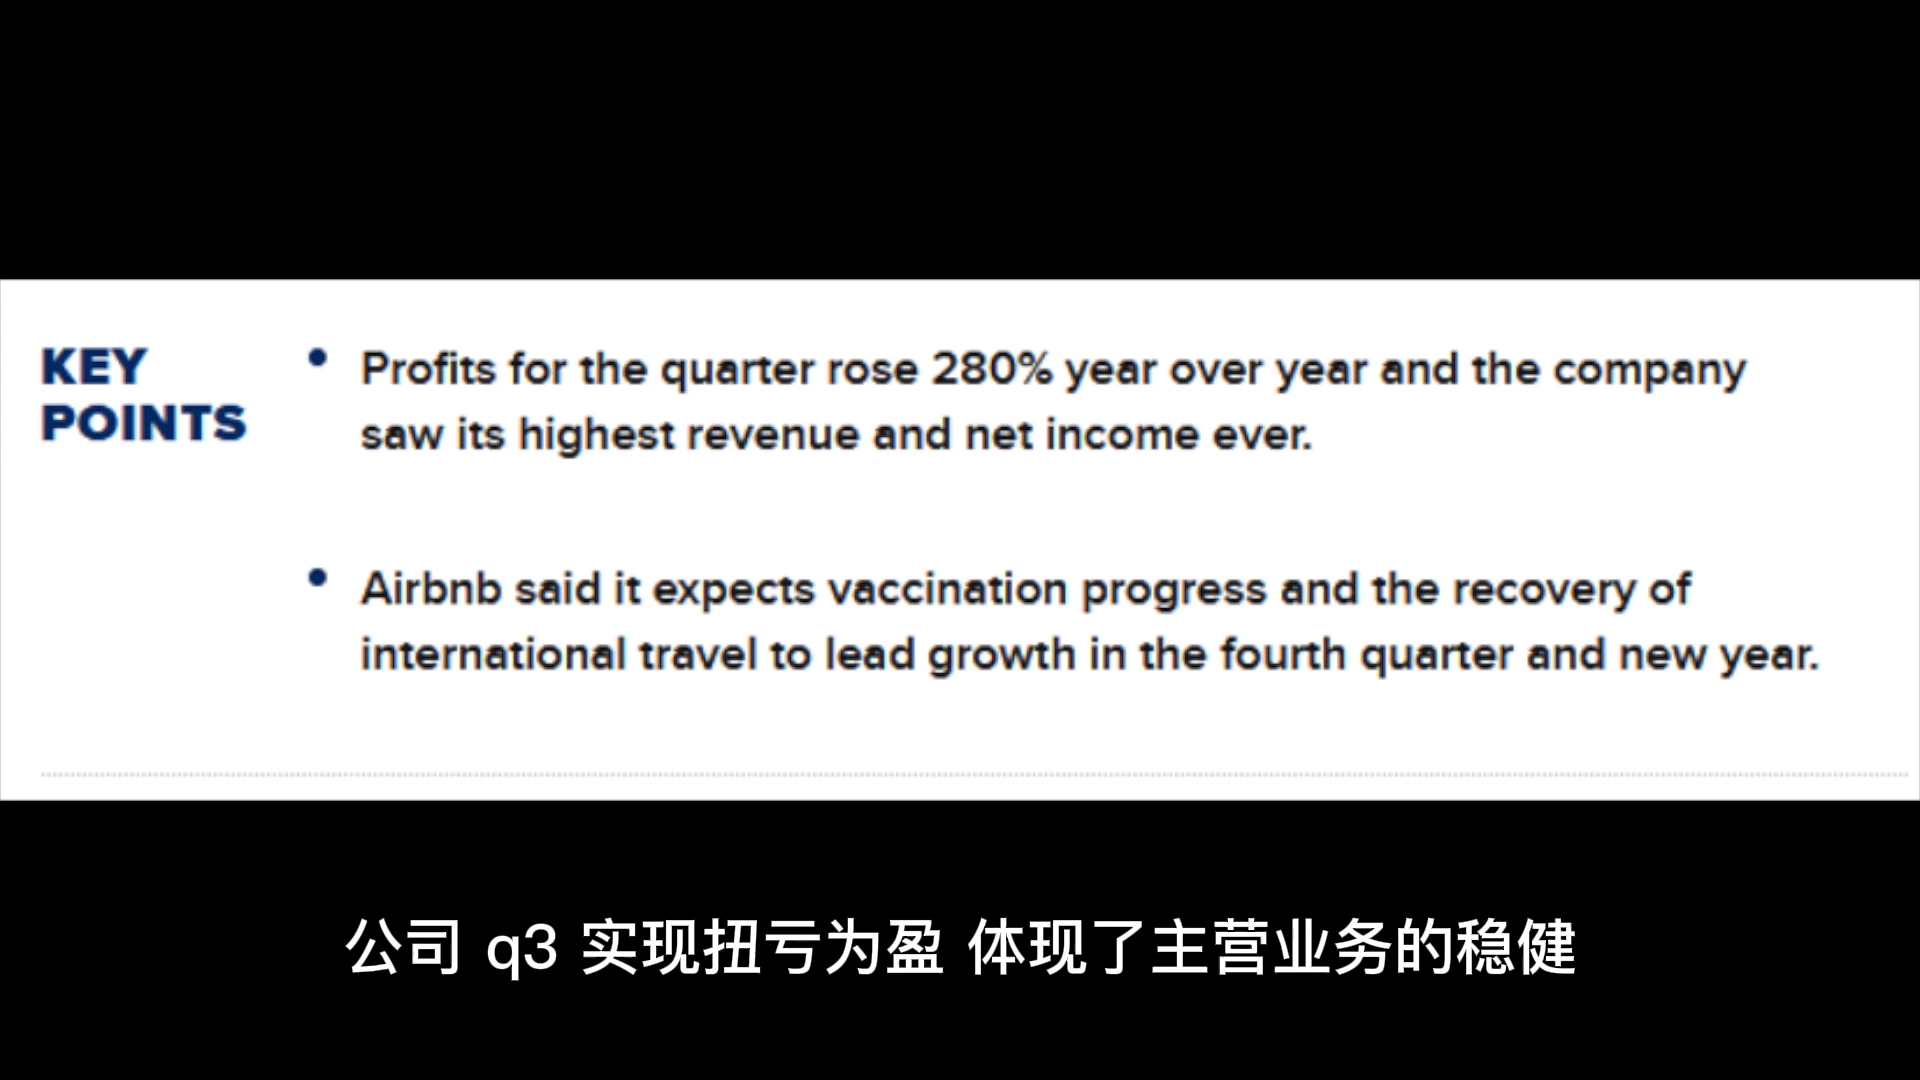 KEY
POINTS
• Profits for the quarter rose 280% year over year and the company
saw its highest revenue and net income ever.
• Airbnb said it expects vaccination progress and the recovery of
international travel to lead growth in the fourth quarter and new year.
公司 q3 实现扭亏为盈 体现了主营业务的稳健